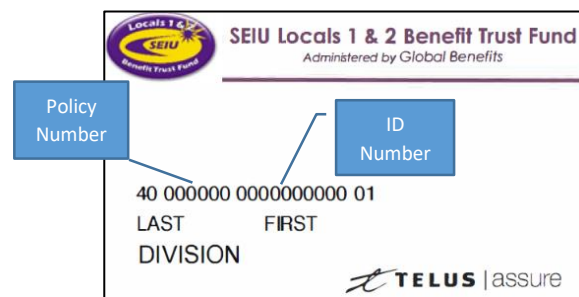 Locals 1 & 2
SEIU
Benefit Trust Fund
SEIU Locals 1 & 2 Benefit Trust Fund
Administered by Global Benefits
Policy
Number
ID
Number
40 000000 0000000000 01
LAST FIRST
DIVISION
TELUS | assure